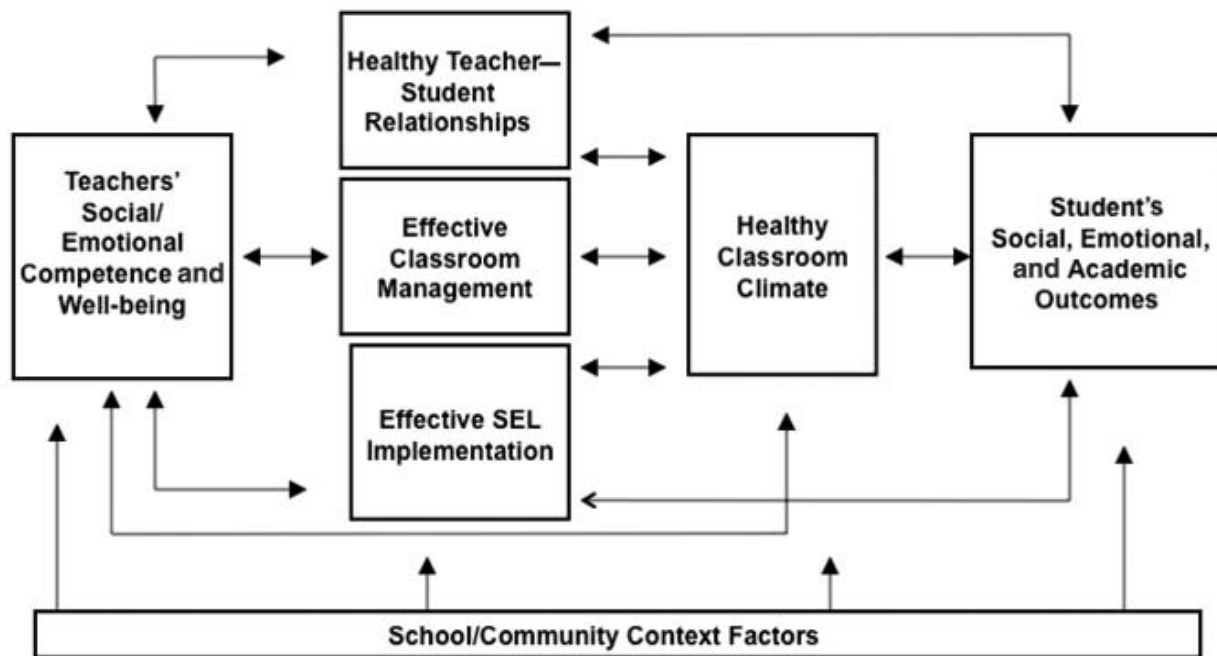 Healthy Teacher—
Student
Relationships
Teachers’
Social/
Emotional
Competence and
Well-being
Effective
Classroom
Management
Healthy
Classroom
Climate
Student’s
Social, Emotional,
and Academic
Outcomes
Effective SEL
Implementation
School/Community Context Factors